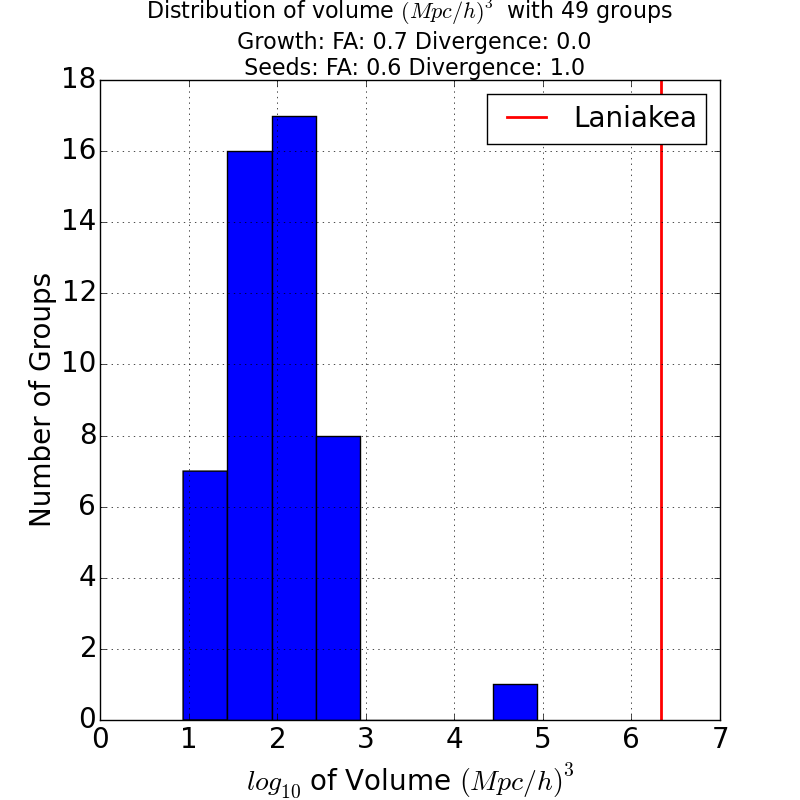 Distribution of volume (Mpc/h)³ with 49 groups
Growth: FA: 0.7 Divergence: 0.0
Seeds: FA: 0.6 Divergence: 1.0
Laniakea
Number of Groups
18
16
14
12
10
8
6
4
2
0
0 1 2 3 4 5 6 7
log₁₀ of Volume (Mpc/h)³